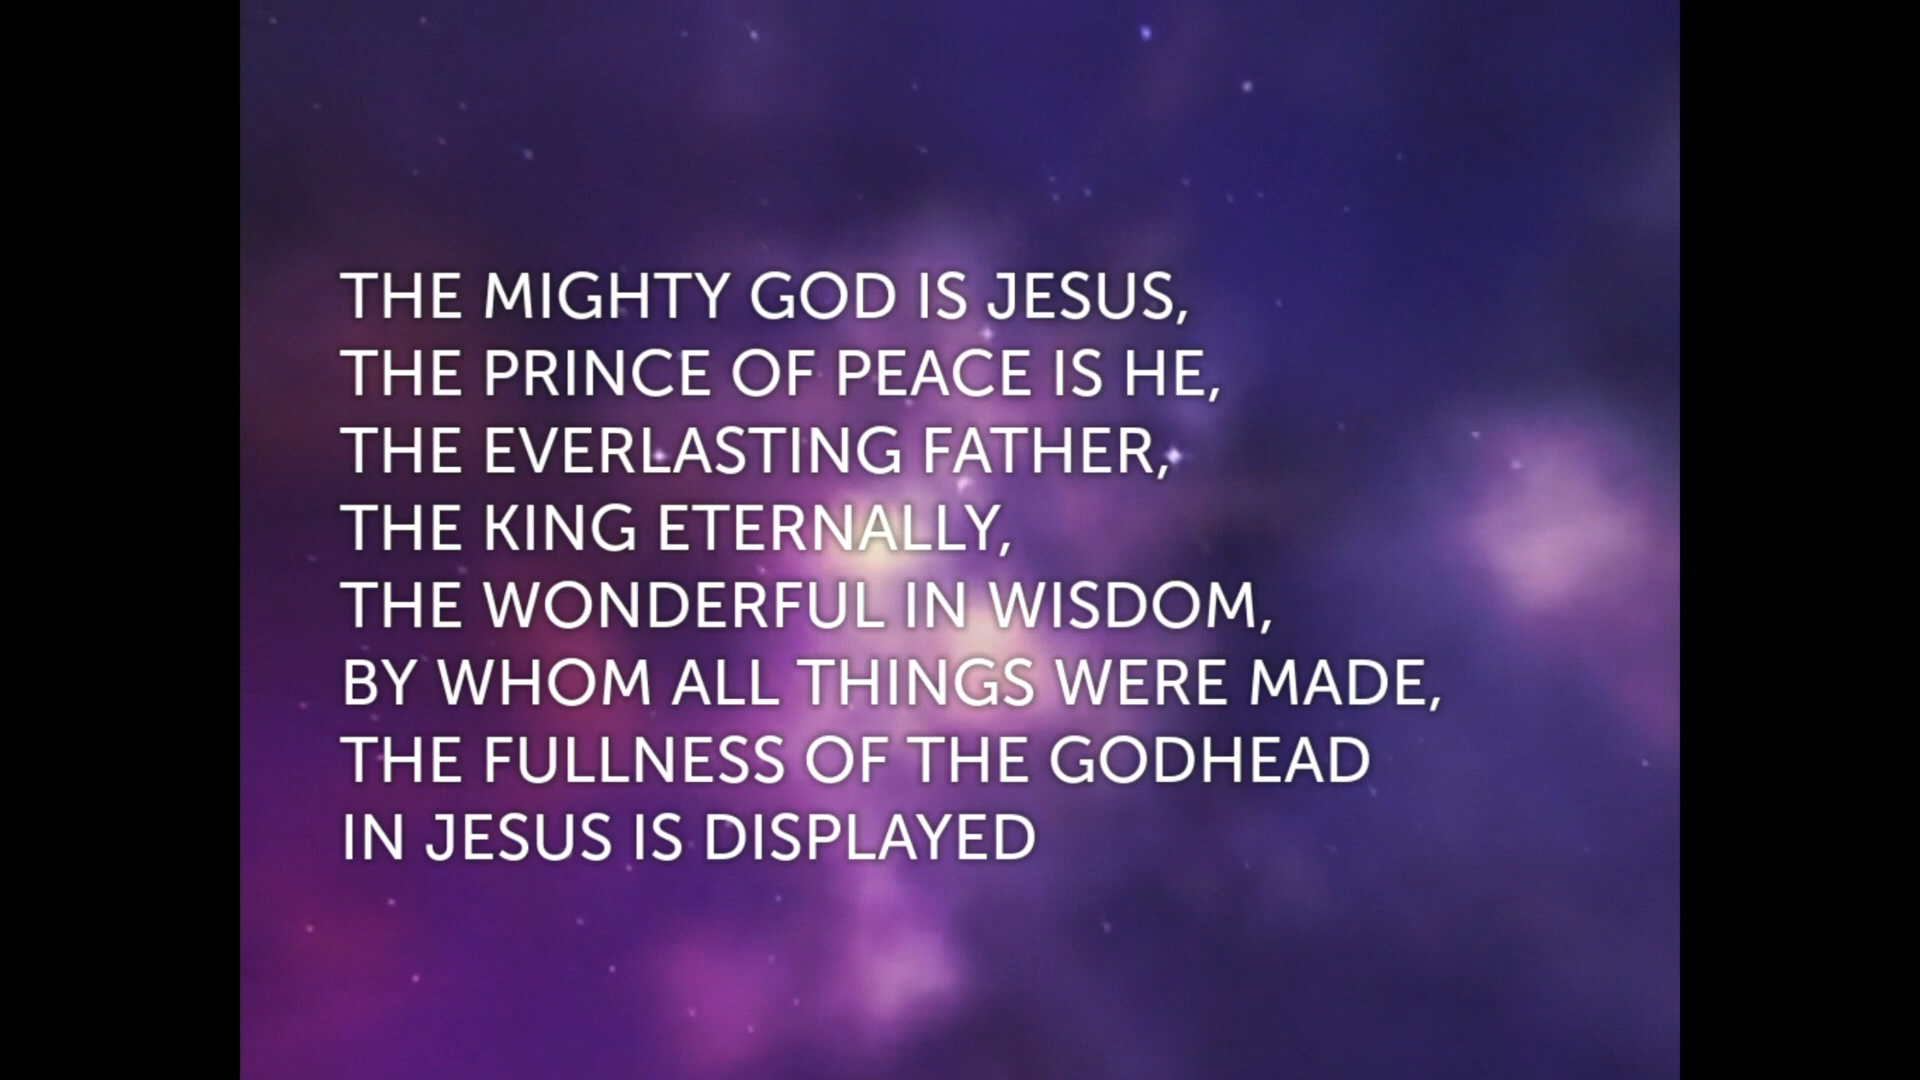 THE MIGHTY GOD IS JESUS,
THE PRINCE OF PEACE IS HE,
THE EVERLASTING FATHER,
THE KING ETERNALLY,
THE WONDERFUL IN WISDOM,
BY WHOM ALL THINGS WERE MADE,
THE FULLNESS OF THE GODHEAD
IN JESUS IS DISPLAYED